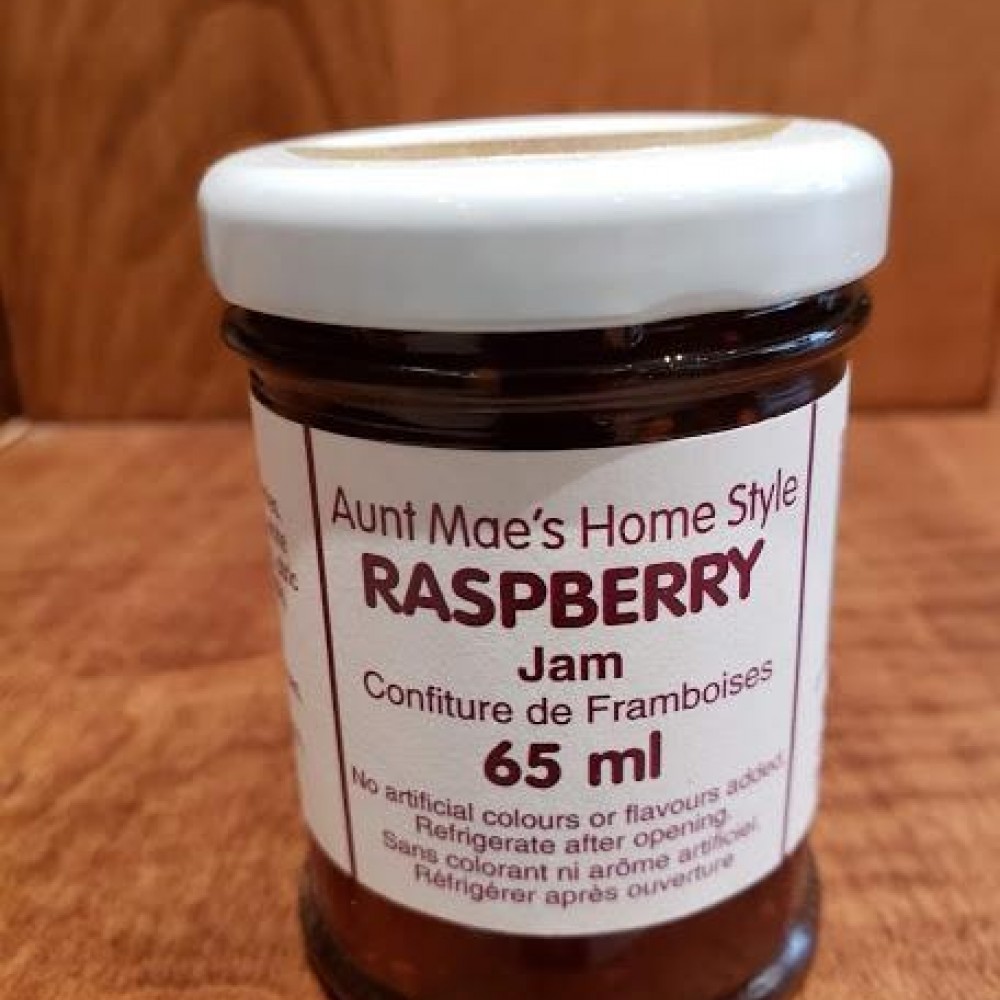 Aunt Mae's Home Style
RASPBERRY
Jam
Confiture de Framboises
65 ml
No artificial colours or flavours added.
Refrigerate after opening.
Sans colorant ni arôme artificiel.
Réfrigérer après ouverture